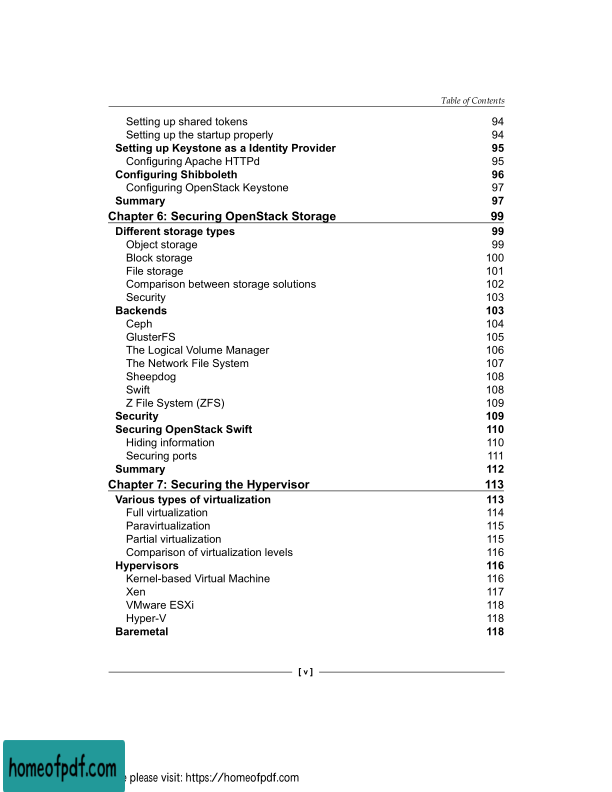 Table of Contents
Setting up shared tokens 94
Setting up the startup properly 94
Setting up Keystone as a Identity Provider 95
Configuring Apache HTTPd 95
Configuring Shibboleth 96
Configuring OpenStack Keystone 97
Summary 97
Chapter 6: Securing OpenStack Storage 99
Different storage types 99
Object storage 99
Block storage 100
File storage 101
Comparison between storage solutions 102
Security 103
Backends 103
Ceph 104
GlusterFS 105
The Logical Volume Manager 106
The Network File System 107
Sheepdog 108
Swift 108
Z File System (ZFS) 109
Security 109
Securing OpenStack Swift 110
Hiding information 110
Securing ports 111
Summary 112
Chapter 7: Securing the Hypervisor 113
Various types of virtualization 113
Full virtualization 114
Paravirtualization 115
Partial virtualization 115
Comparison of virtualization levels 116
Hypervisors 116
Kernel-based Virtual Machine 116
Xen 117
VMware ESXi 118
Hyper-V 118
Baremetal 118
[ v ]
homeofpdf.com
please visit: https://homeofpdf.com